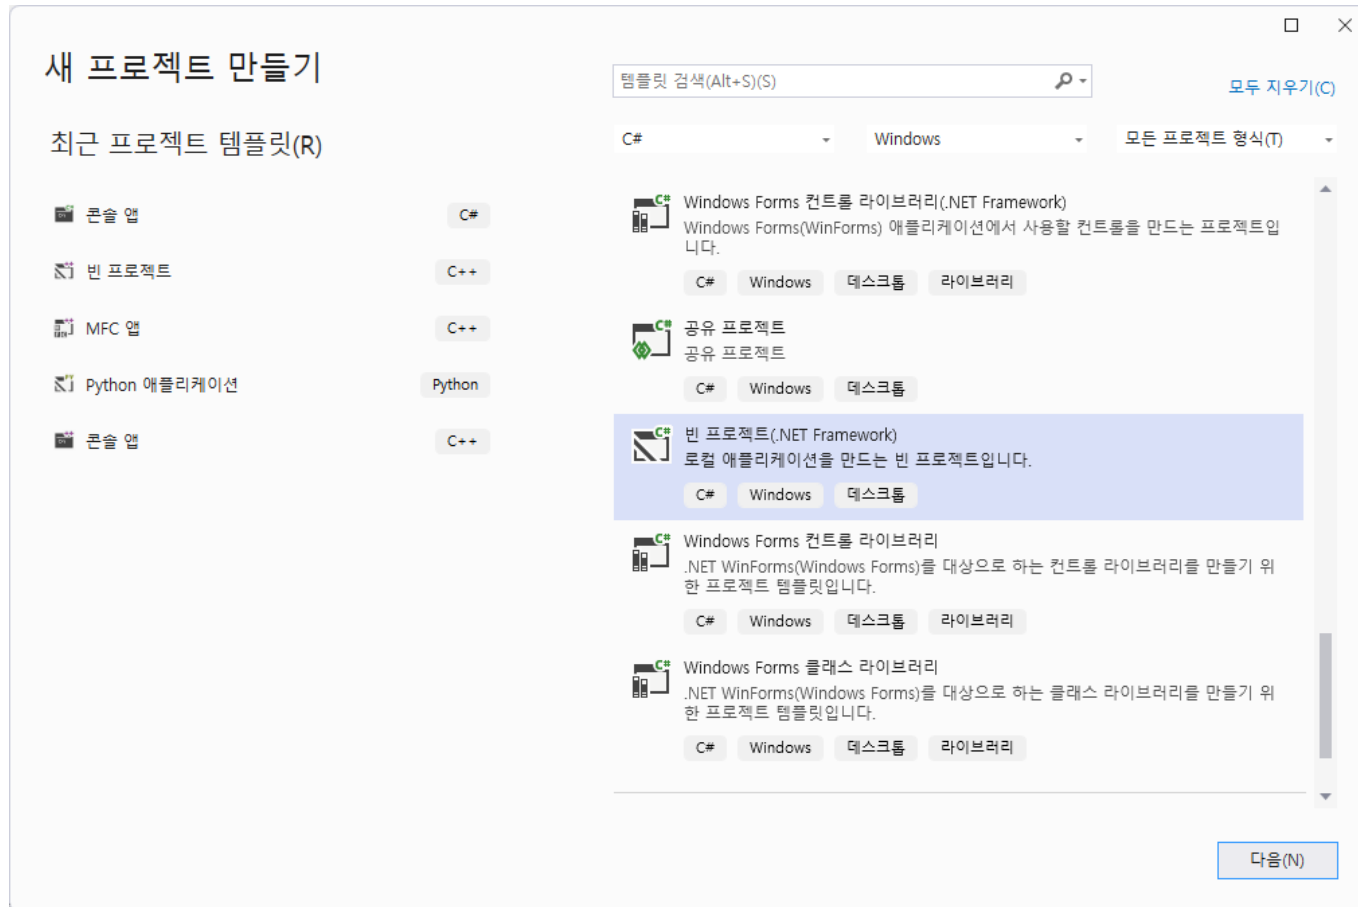 새 프로젝트 만들기
템플릿 검색(Alt+S)(S)
모두 지우기(C)
최근 프로젝트 템플릿(R)
C#
Windows
모든 프로젝트 형식(T)
콘솔 앱
C#
빈 프로젝트
C++
MFC 앱
C++
Python 애플리케이션
Python
콘솔 앱
C++
C#
Windows Forms 컨트롤 라이브러리(.NET Framework)
Windows Forms(WinForms) 애플리케이션에서 사용할 컨트롤을 만드는 프로젝트입
니다.
C# Windows 데스크톱 라이브러리
C#
공유 프로젝트
공유 프로젝트
C# Windows 데스크톱
C#
빈 프로젝트(.NET Framework)
로컬 애플리케이션을 만드는 빈 프로젝트입니다.
C# Windows 데스크톱
C#
Windows Forms 컨트롤 라이브러리
.NET WinForms(Windows Forms)를 대상으로 하는 컨트롤 라이브러리를 만들기 위
한 프로젝트 템플릿입니다.
C# Windows 데스크톱 라이브러리
C#
Windows Forms 클래스 라이브러리
.NET WinForms(Windows Forms)를 대상으로 하는 클래스 라이브러리를 만들기 위
한 프로젝트 템플릿입니다.
C# Windows 데스크톱 라이브러리
다음(N)